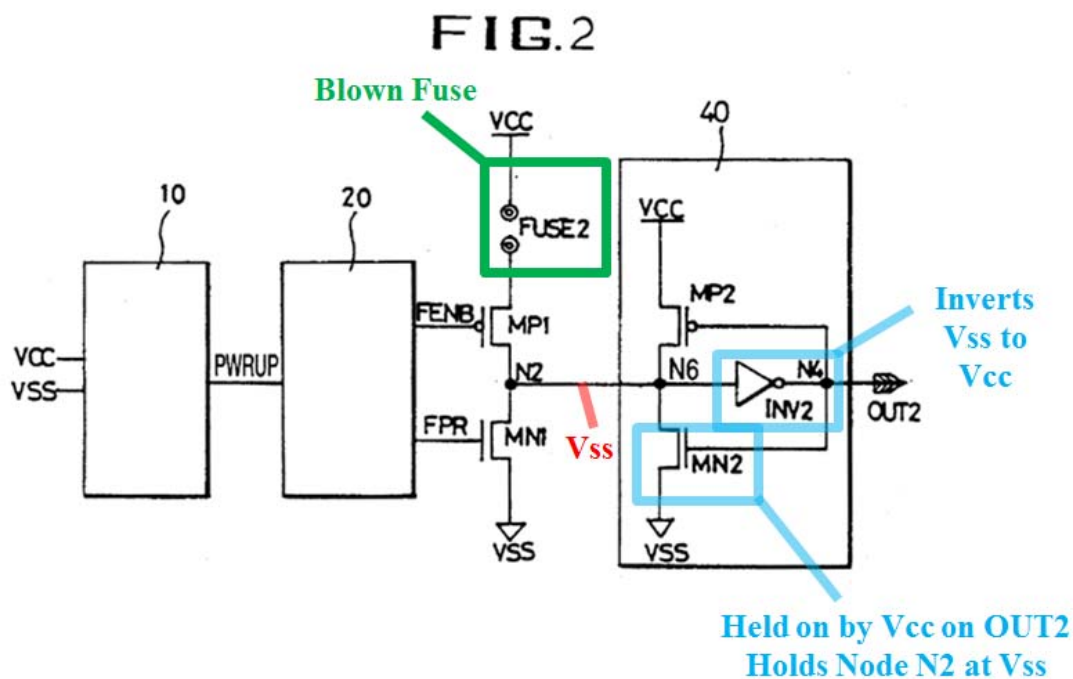 FIG.2
Blown Fuse
VCC
40
10
20
FUSE2
VCC
MP2
FENB
MP1
Inverts
Vss to
Vcc
VCC
VSS
PWRUP
N2
N6
N4
INV2
OUT2
FPR
MN1
Vss
MN2
VSS
VSS
Held on by Vcc on OUT2
Holds Node N2 at Vss